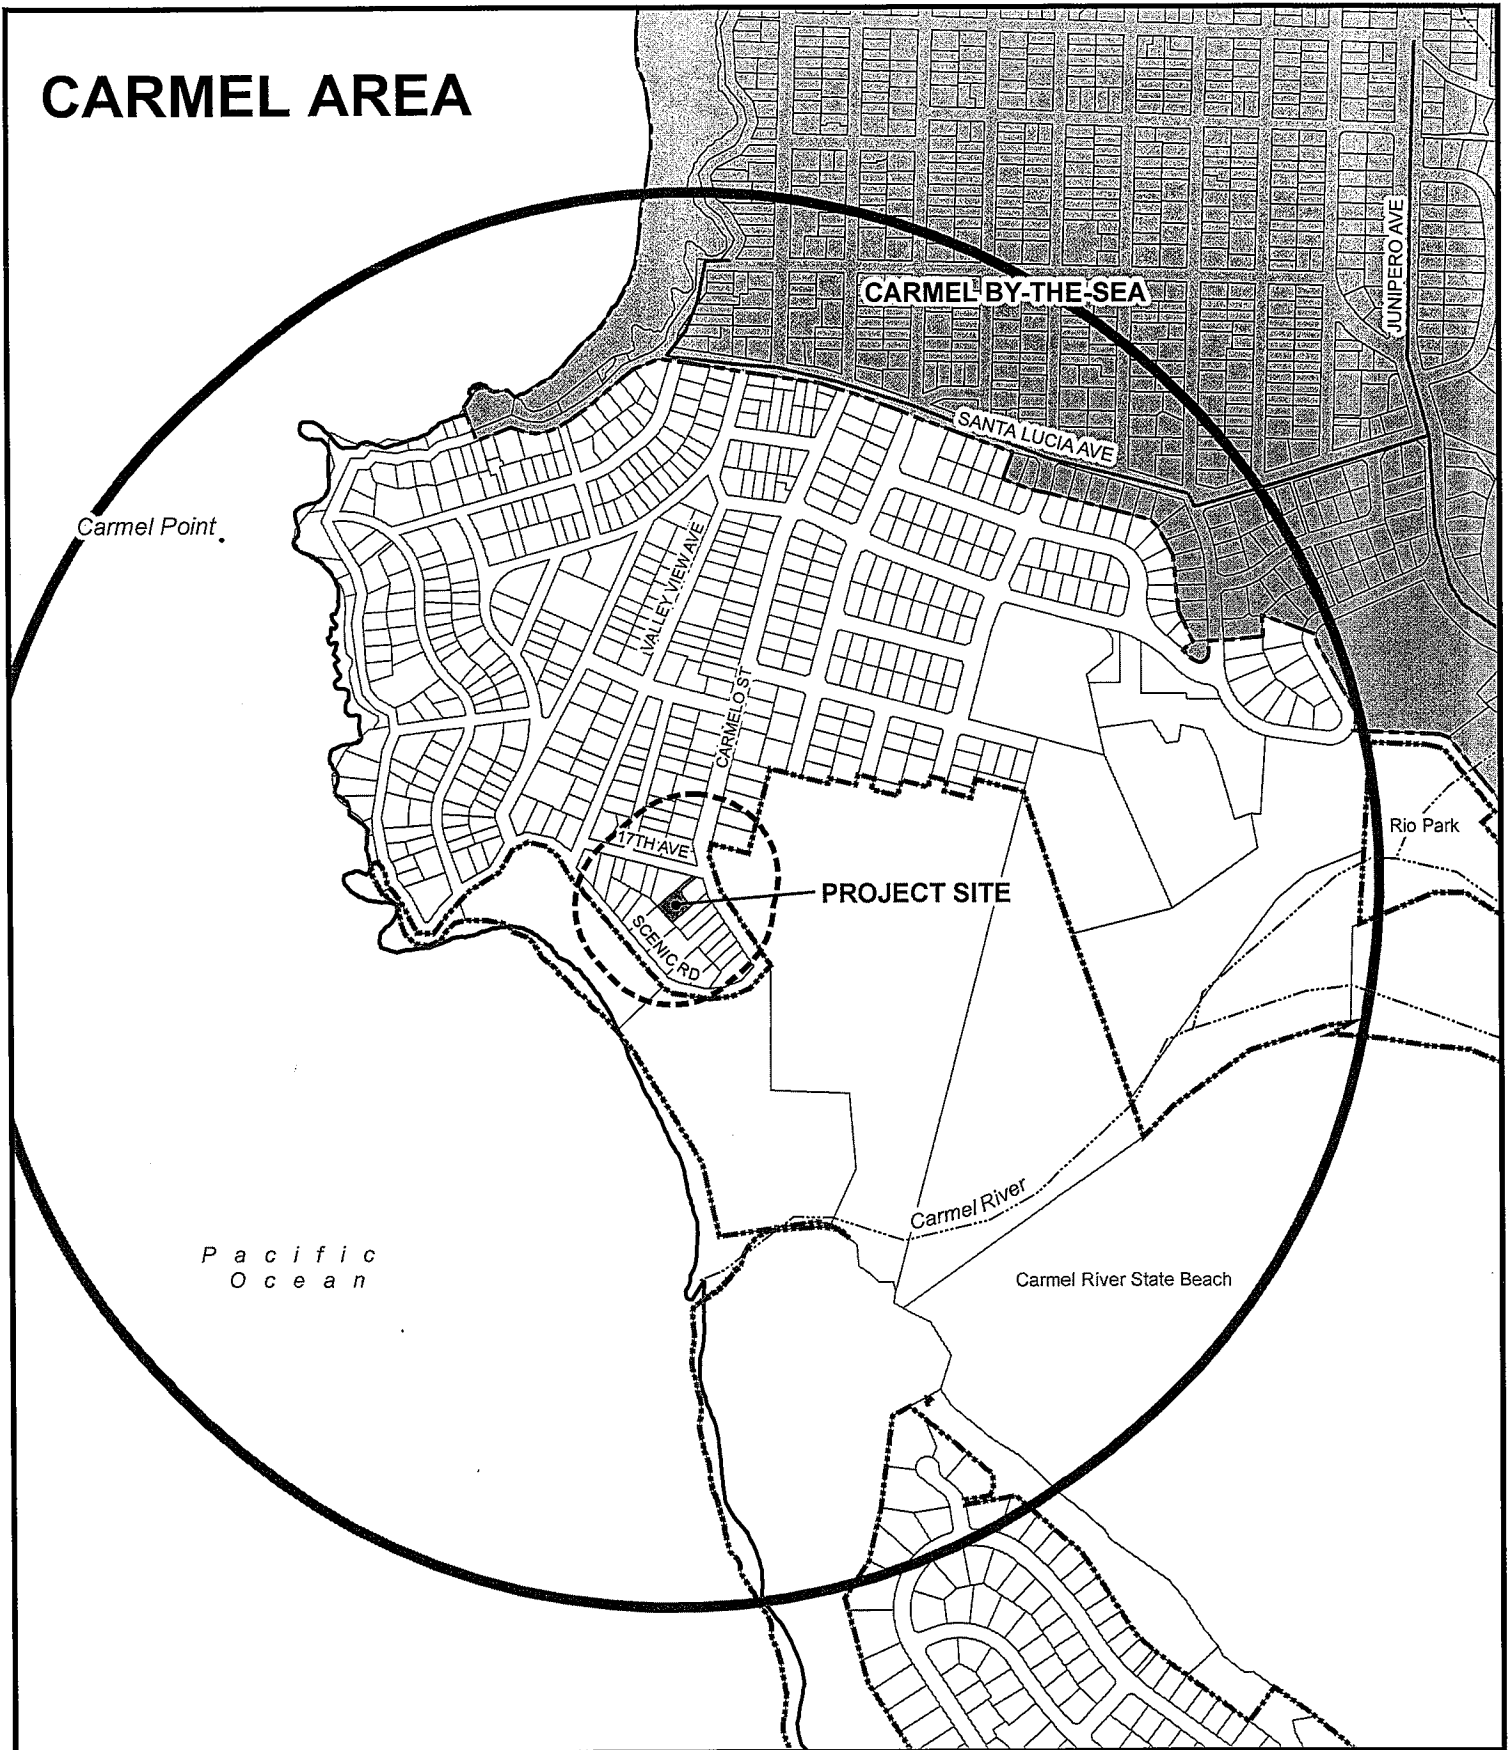 CARMEL AREA
JUNIPERO AVE
CARMEL BY-THE-SEA
SANTA LUCIA AVE
Carmel Point
VALLEY VIEW AVE
CARMELO ST
Rio Park
17TH AVE
PROJECT SITE
SCENIC RD
Carmel River
Pacific
Ocean
Carmel River State Beach